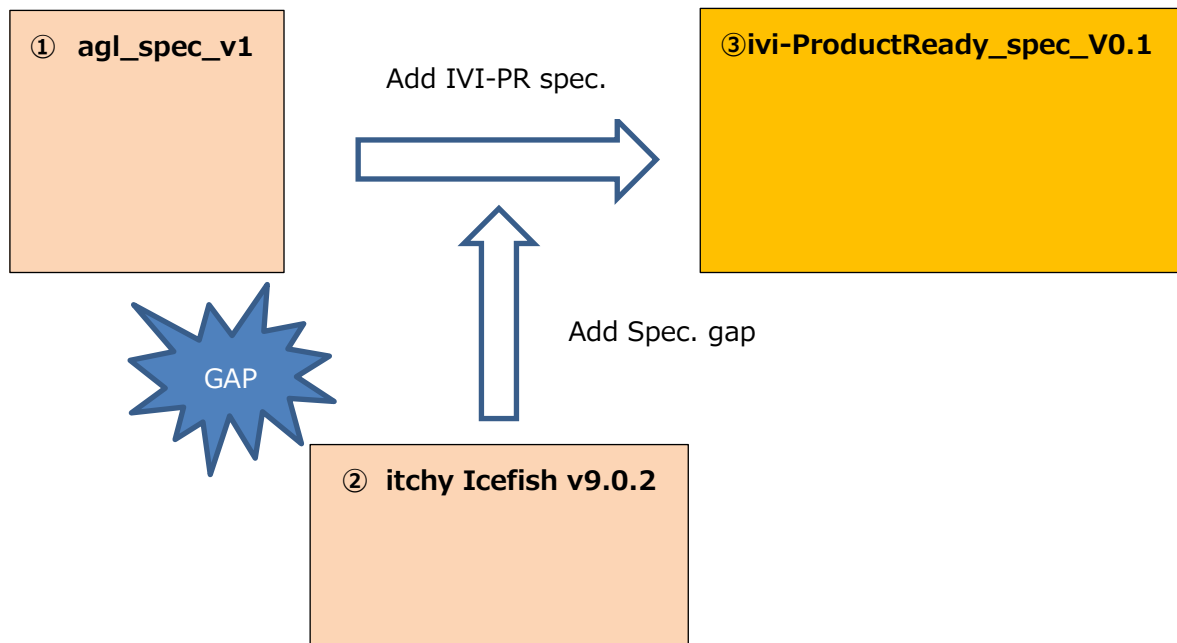 ① agl_spec_v1
③ivi-ProductReady_spec_V0.1
Add IVI-PR spec.
Add Spec. gap
GAP
② itchy Icefish v9.0.2